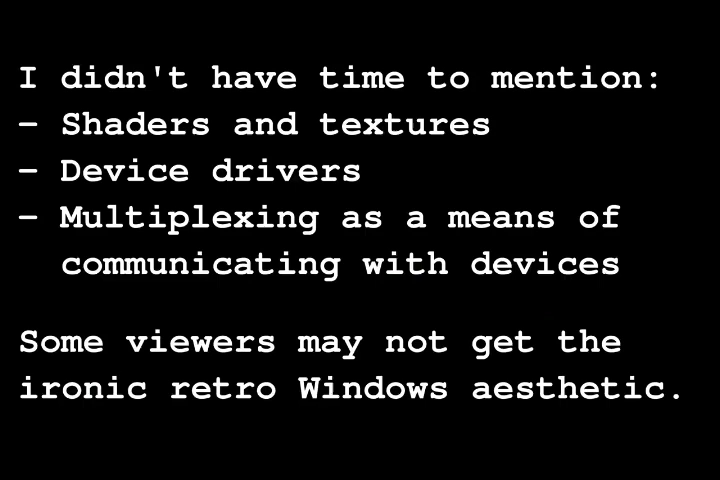 I didn't have time to mention:
– Shaders and textures
– Device drivers
– Multiplexing as a means of
communicating with devices
Some viewers may not get the
ironic retro Windows aesthetic.